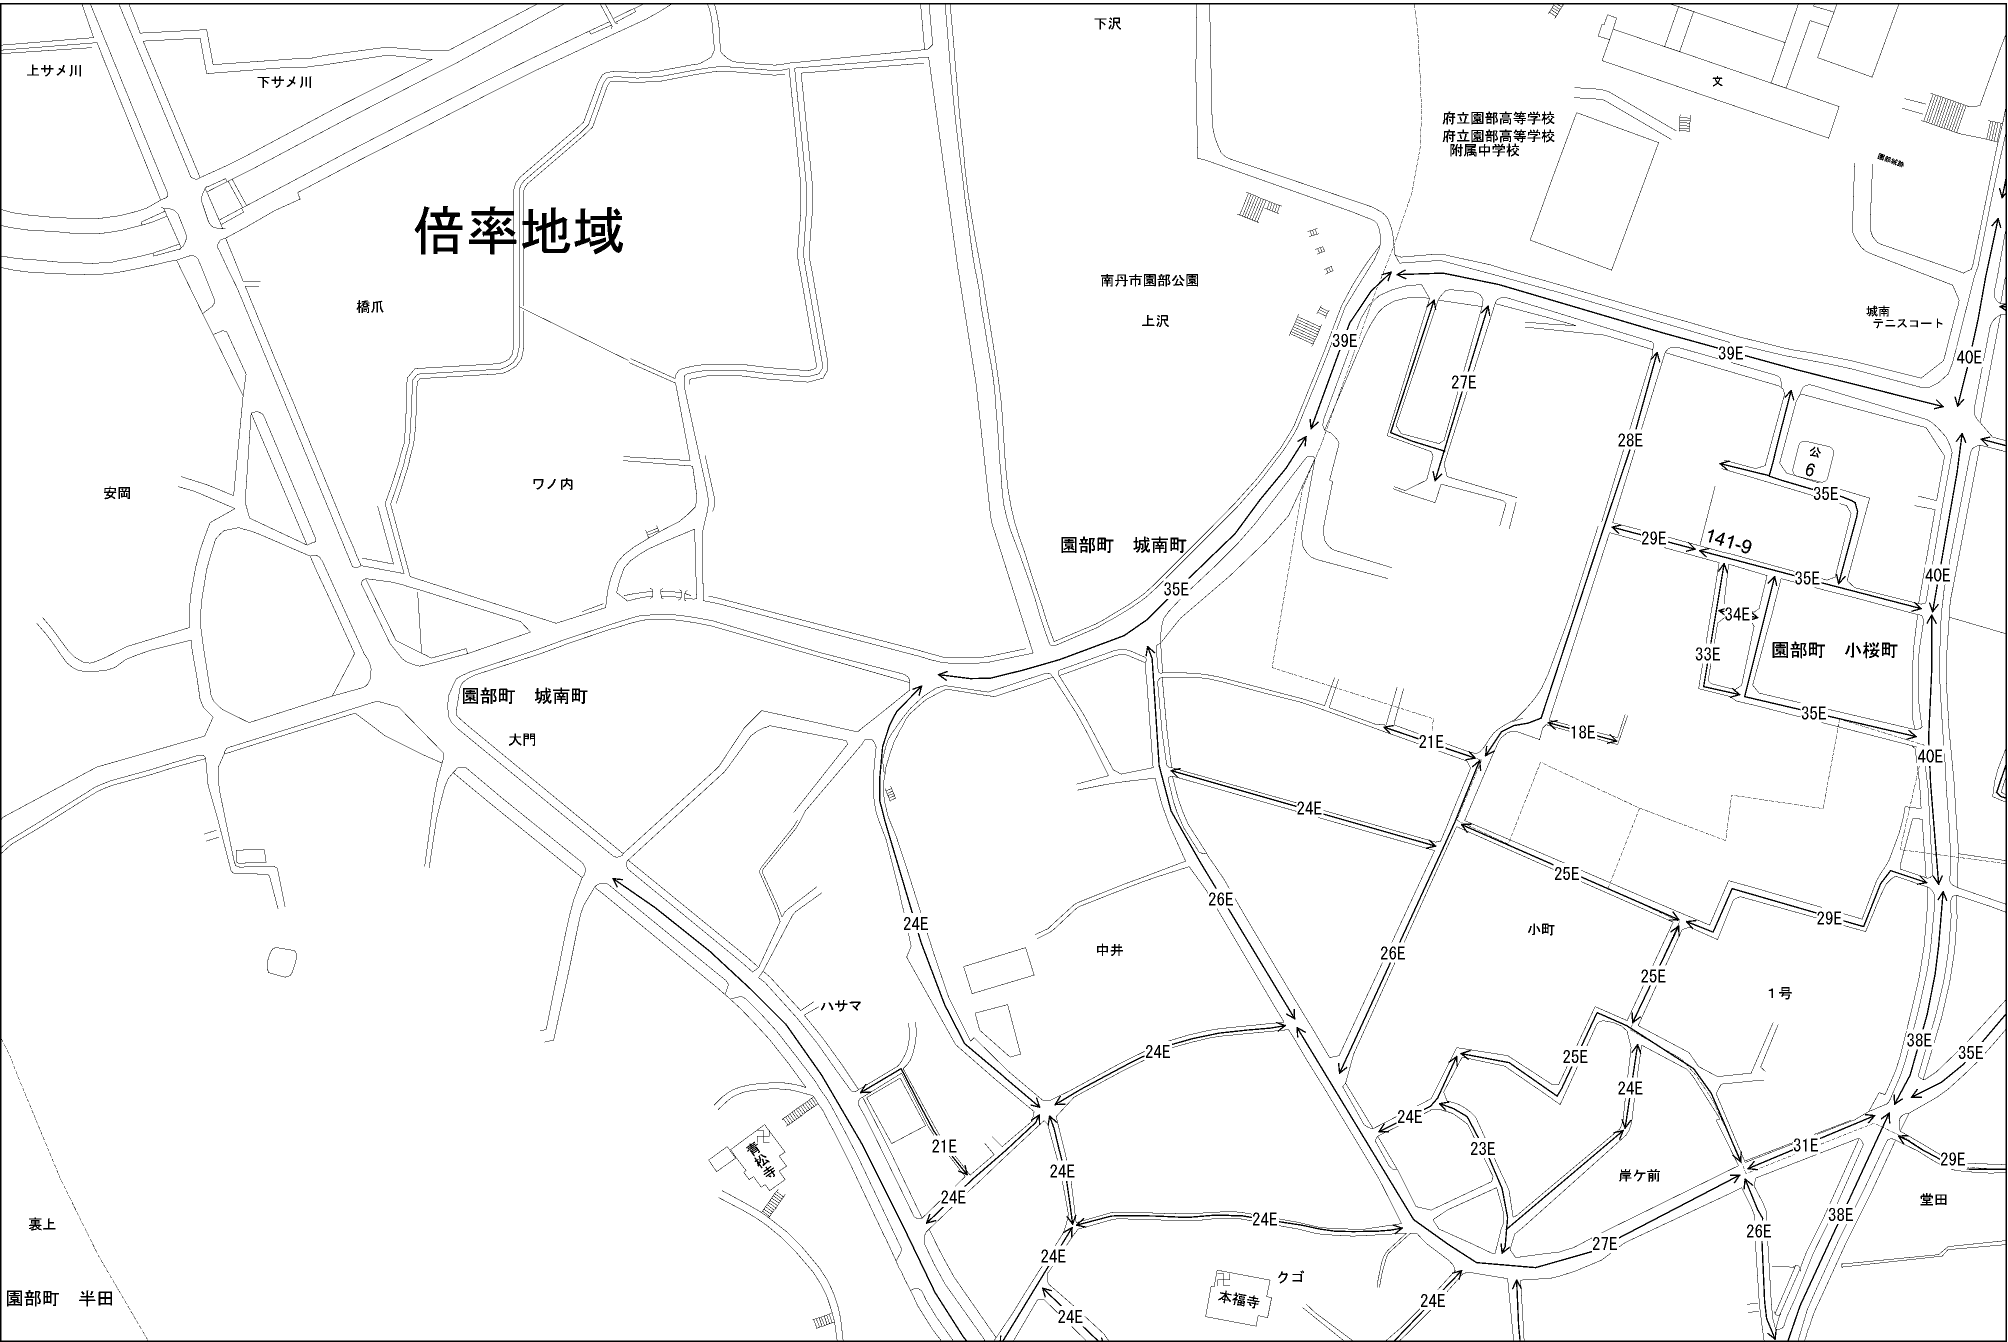 下沢
上サメ川
下サメ川
文
府立園部高等学校
府立園部高等学校
附属中学校
園部城跡
倍率地域
橋爪
南丹市園部公園
上沢
城南
テニスコート
39E
39E
40E
27E
28E
公
6
35E
安岡
ワノ内
園部町 城南町
29E
141-9
35E
40E
35E
34E
33E
園部町 小桜町
園部町 城南町
大門
35E
18E
21E
40E
24E
25E
26E
24E
29E
小町
中井
26E
25E
1号
ハサマ
38E
35E
24E
25E
24E
24E
21E
23E
31E
29E
青松寺
24E
24E
岸ケ前
堂田
裏上
24E
38E
26E
24E
27E
クゴ
園部町 半田
本福寺
24E
24E